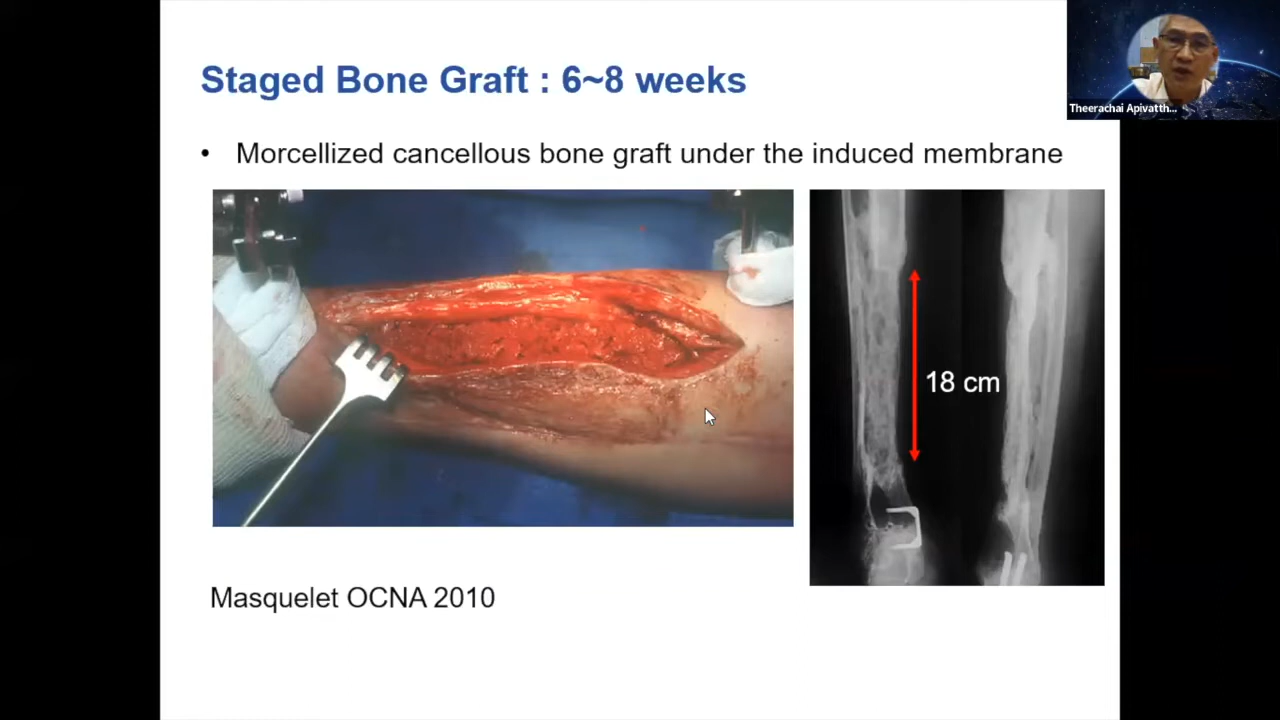 Staged Bone Graft : 6~8 weeks
Theerachai Apivatth...
• Morcellized cancellous bone graft under the induced membrane
18 cm
Masquelet OCNA 2010